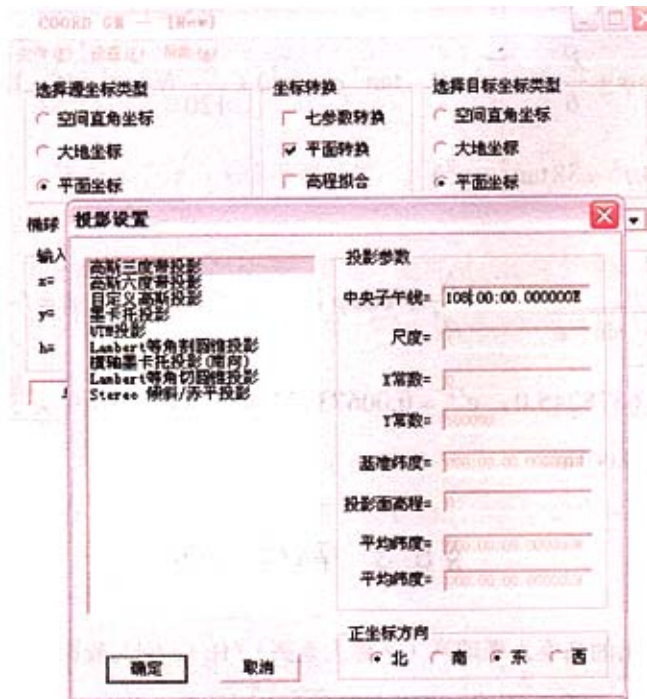 COORD GM -- [New]
选择源坐标类型
坐标转换
选择目标坐标类型
空间直角坐标
七参数转换
空间直角坐标
大地坐标
平面转换
大地坐标
平面坐标
高程拟合
平面坐标
椭球
投影设置
输入
x=
y=
h=
高斯三度带投影
高斯六度带投影
自定义高斯投影
墨卡托投影
UTM投影
Lambert等角割圆锥投影
横轴墨卡托投影(南向)
Lambert等角切圆锥投影
Stereo 倾斜/赤平投影
投影参数
中央子午线= 108:00:00.000000E
尺度=
X常数=
Y常数=
基准纬度=
投影面高程=
平均纬度=
平均纬度=
正坐标方向
北 南 东 西
确定 取消